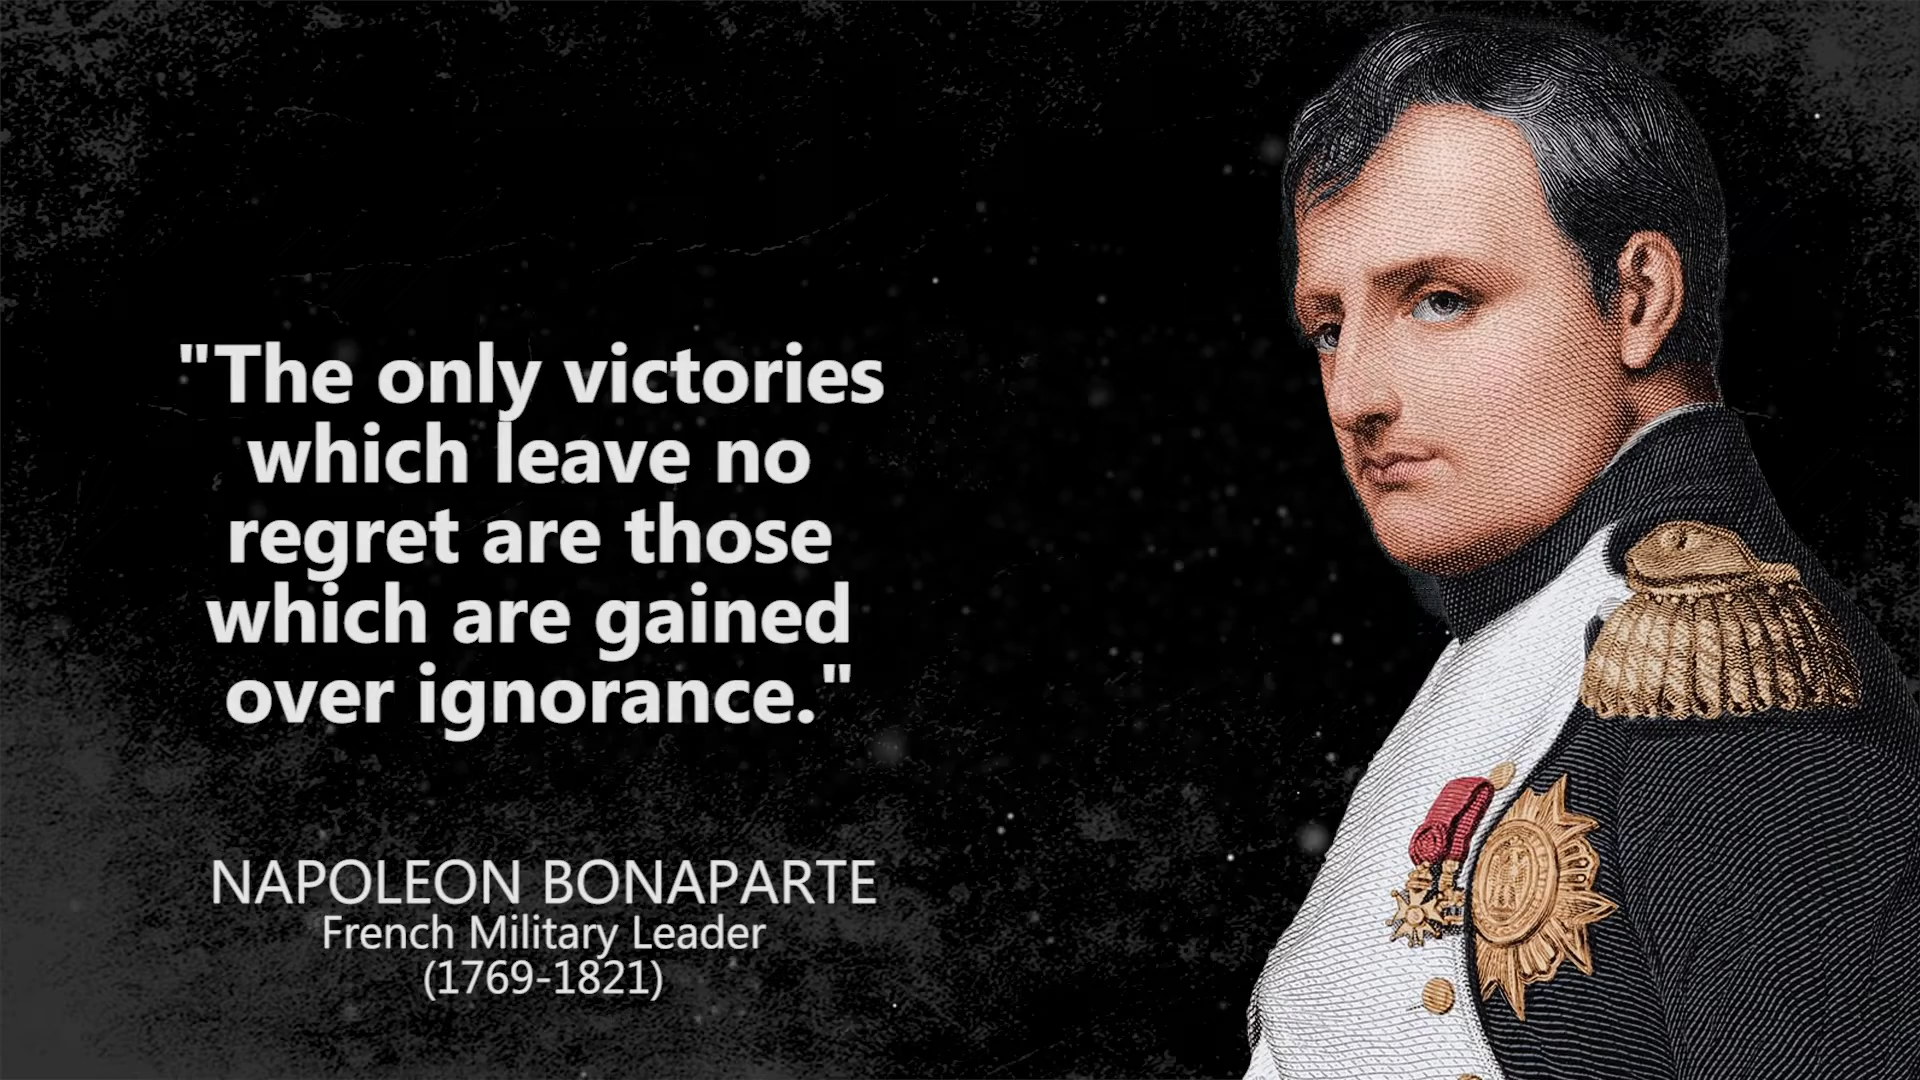 "The only victories
which leave no
regret are those
which are gained
over ignorance."
NAPOLEON BONAPARTE
French Military Leader
(1769-1821)